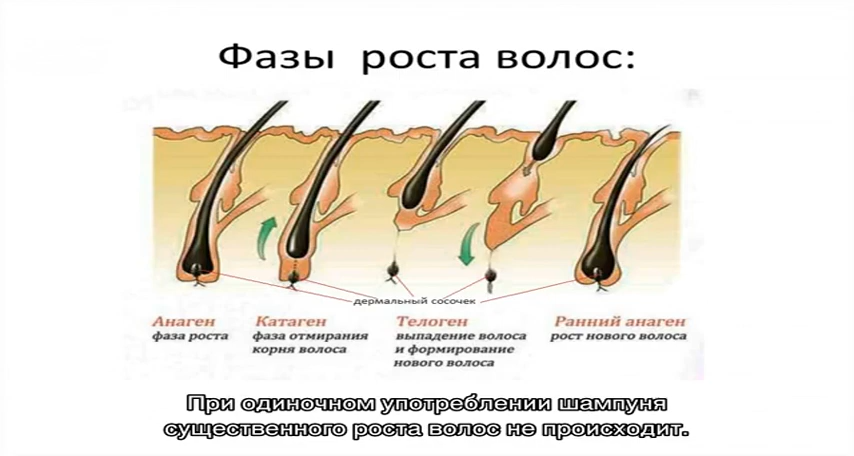 Фазы роста волос:
дермальный сосочек
Анаген
фаза роста
Катаген
фаза отмирания
корня волоса
Телоген
выпадение волоса
и формирование
нового волоса
Ранний анаген
рост нового волоса
При одиночном употреблении шампуня
существенного роста волос не происходит.